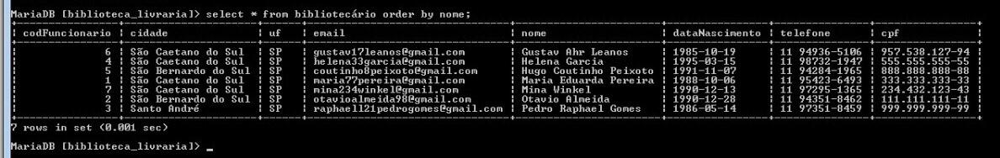 MariaDB [biblioteca_livraria]> select * from bibliotecário order by nome;
| codFuncionario | cidade | uf | email | nome | dataNascimento | telefone | cpf |
| 6 | São Caetano do Sul | SP | gustav17leanos@gmail.com | Gustav Ahr Leanos | 1985-10-19 | 11 94936-5106 | 957.538.127-94 |
| 4 | São Caetano do Sul | SP | helena33garcia@gmail.com | Helena Garcia | 1995-03-15 | 11 98732-1947 | 555.555.555-55 |
| 5 | São Bernardo do Sul | SP | coutinho8peixoto@gmail.com | Hugo Coutinho Peixoto | 1991-11-07 | 11 94284-1965 | 888.888.888-88 |
| 1 | São Caetano do Sul | SP | maria77pereira@gmail.com | Maria Eduarda Pereira | 1988-10-06 | 11 95423-6493 | 333.333.333-33 |
| 7 | São Caetano do Sul | SP | mina234winkel@gmail.com | Mina Winkel | 1990-12-13 | 11 97295-1365 | 234.432.123-43 |
| 2 | São Bernardo do Sul | SP | otavioalmeida98@gmail.com | Otavio Almeida | 1990-12-28 | 11 94351-8462 | 111.111.111-11 |
| 3 | Santo André | SP | raphael121pedrogomes@gmail.com | Pedro Raphael Gomes | 1986-05-14 | 11 97351-8459 | 999.999.999-99 |
7 rows in set (0.001 sec)
MariaDB [biblioteca_livraria]> _